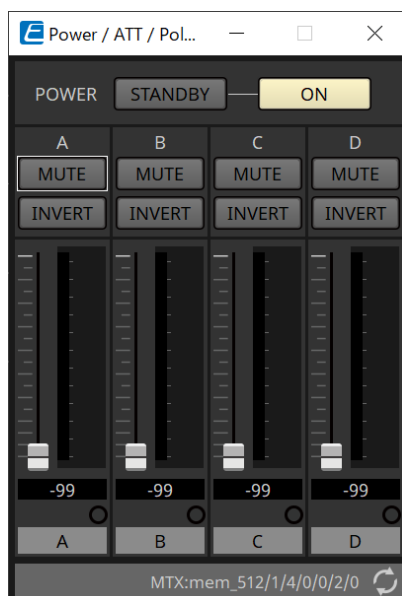 E Power / ATT / Pol...
POWER STANDBY ON
A B C D
MUTE MUTE MUTE MUTE
INVERT INVERT INVERT INVERT
-99 -99 -99 -99
A B C D
MTX:mem_512/1/4/0/0/2/0